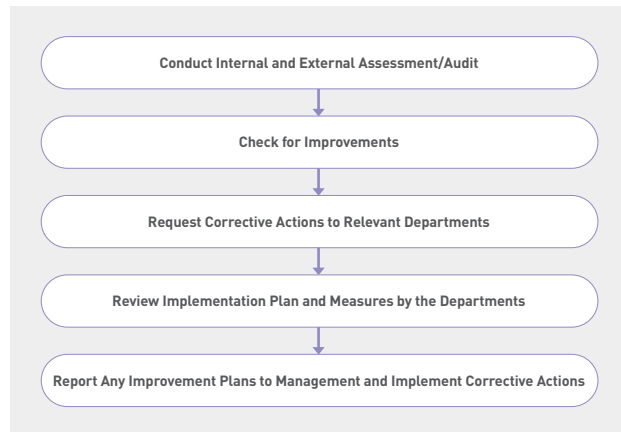 Conduct Internal and External Assessment/Audit
Check for Improvements
Request Corrective Actions to Relevant Departments
Review Implementation Plan and Measures by the Departments
Report Any Improvement Plans to Management and Implement Corrective Actions